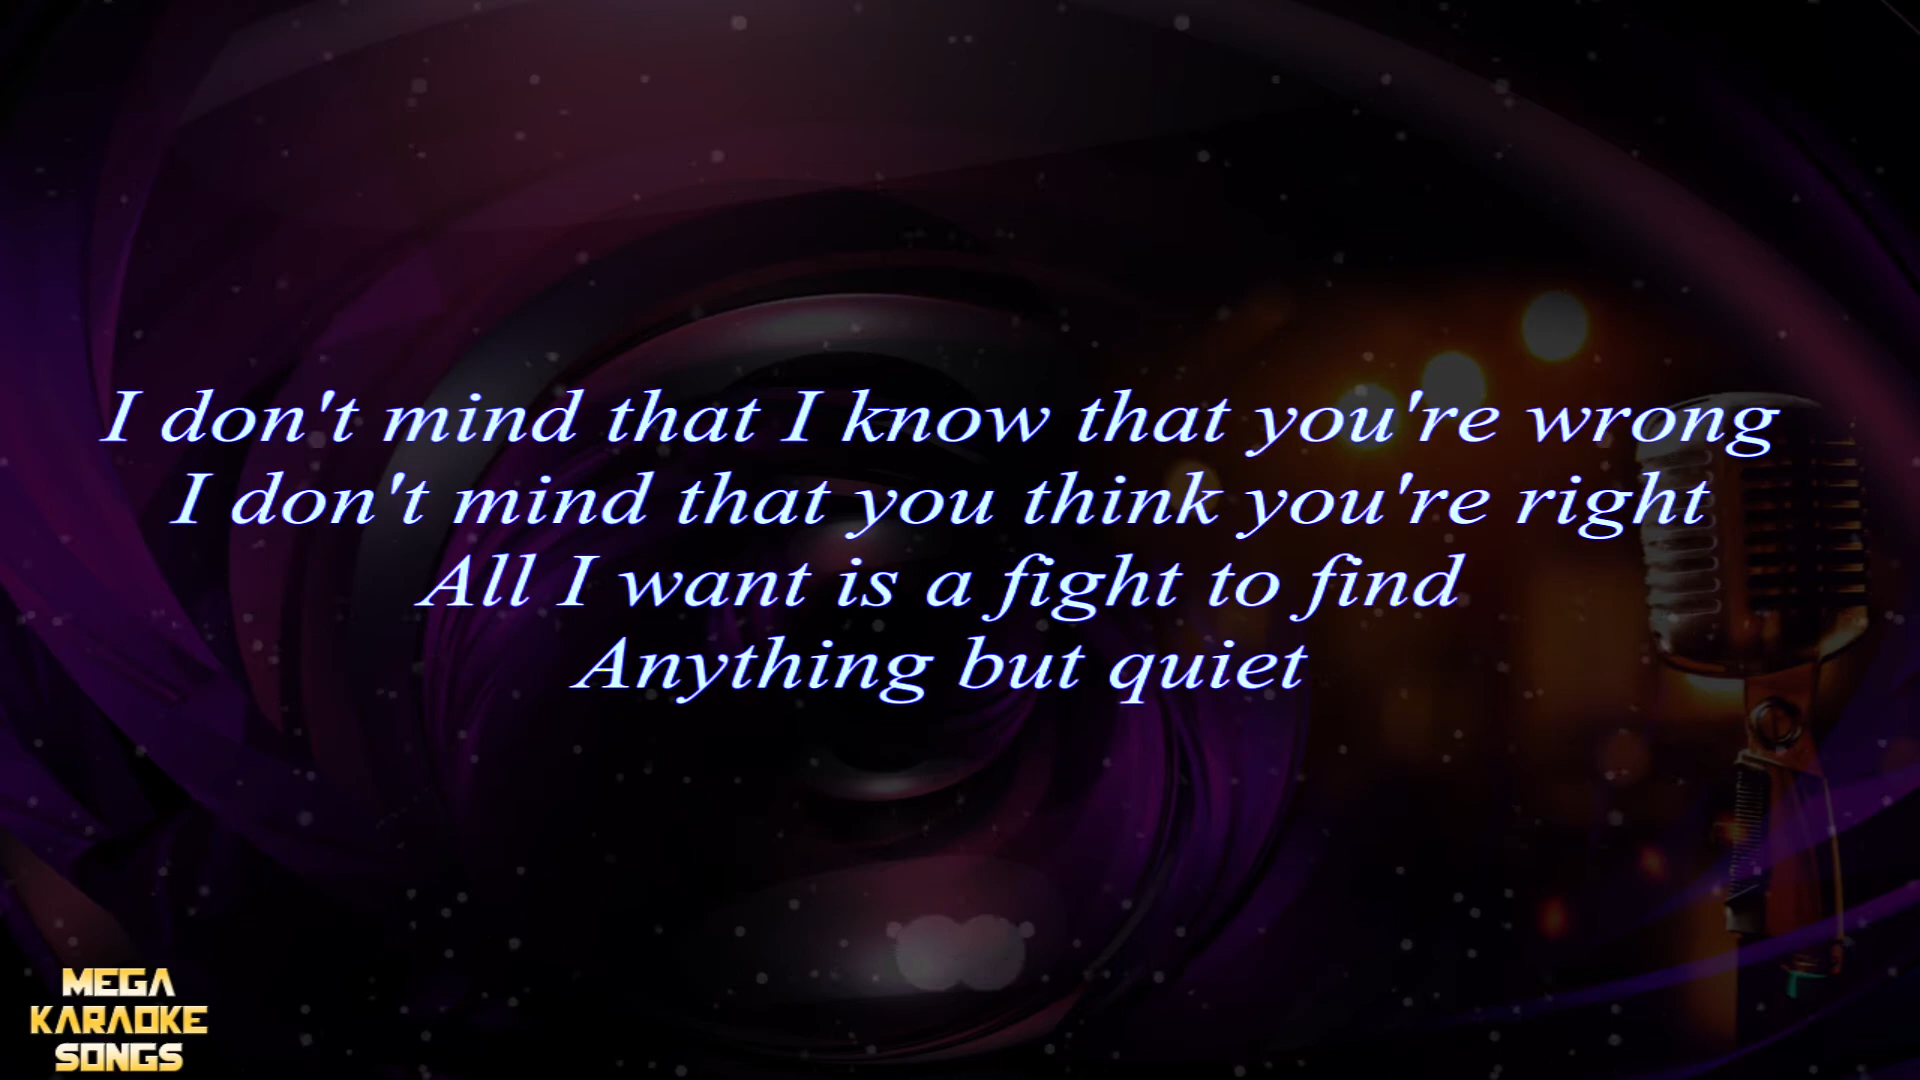 I don't mind that I know that you're wrong
I don't mind that you think you're right
All I want is a fight to find
Anything but quiet
MEGA
KARAOKE
SONGS